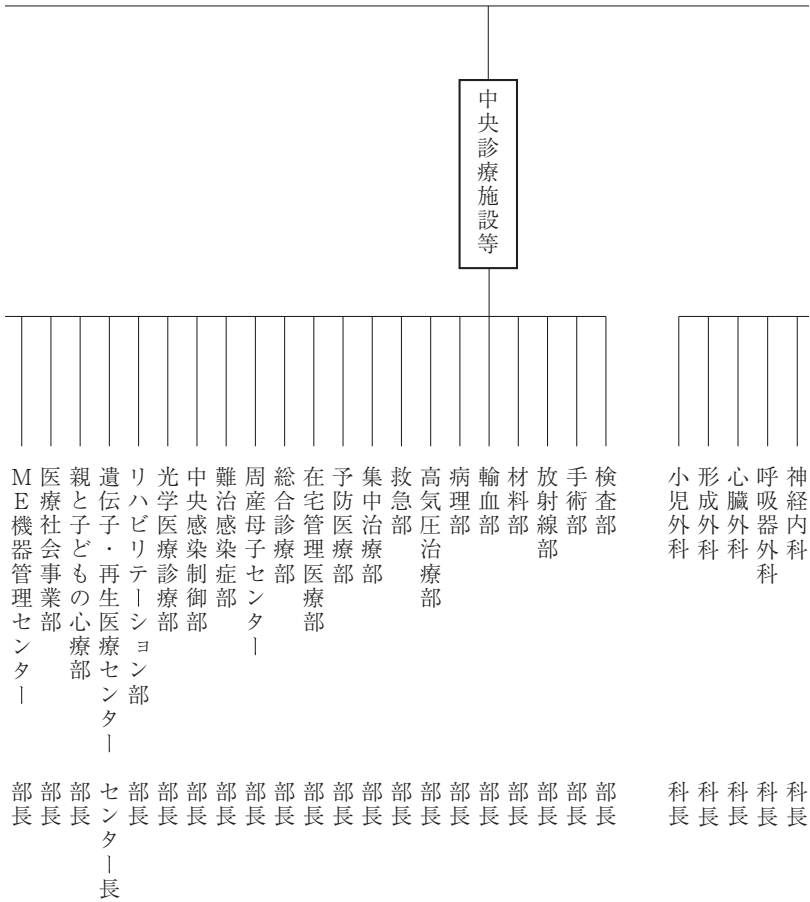 中央診療施設等
神経内科 科長
呼吸器外科 科長
心臓外科 科長
形成外科 科長
小児外科 科長
検査部 部長
手術部 部長
放射線部 部長
材料部 部長
輸血部 部長
病理部 部長
高気圧治療部 部長
救急部 部長
集中治療部 部長
予防医療部 部長
在宅管理医療部 部長
総合診療部 部長
周産母子センター 部長
難治感染症部 部長
中央感染制御部 部長
光学医療診療部 部長
リハビリテーション部 部長
遺伝子・再生医療センター センター長
親と子どもの心療部 部長
医療社会事業部 部長
ME機器管理センター 部長